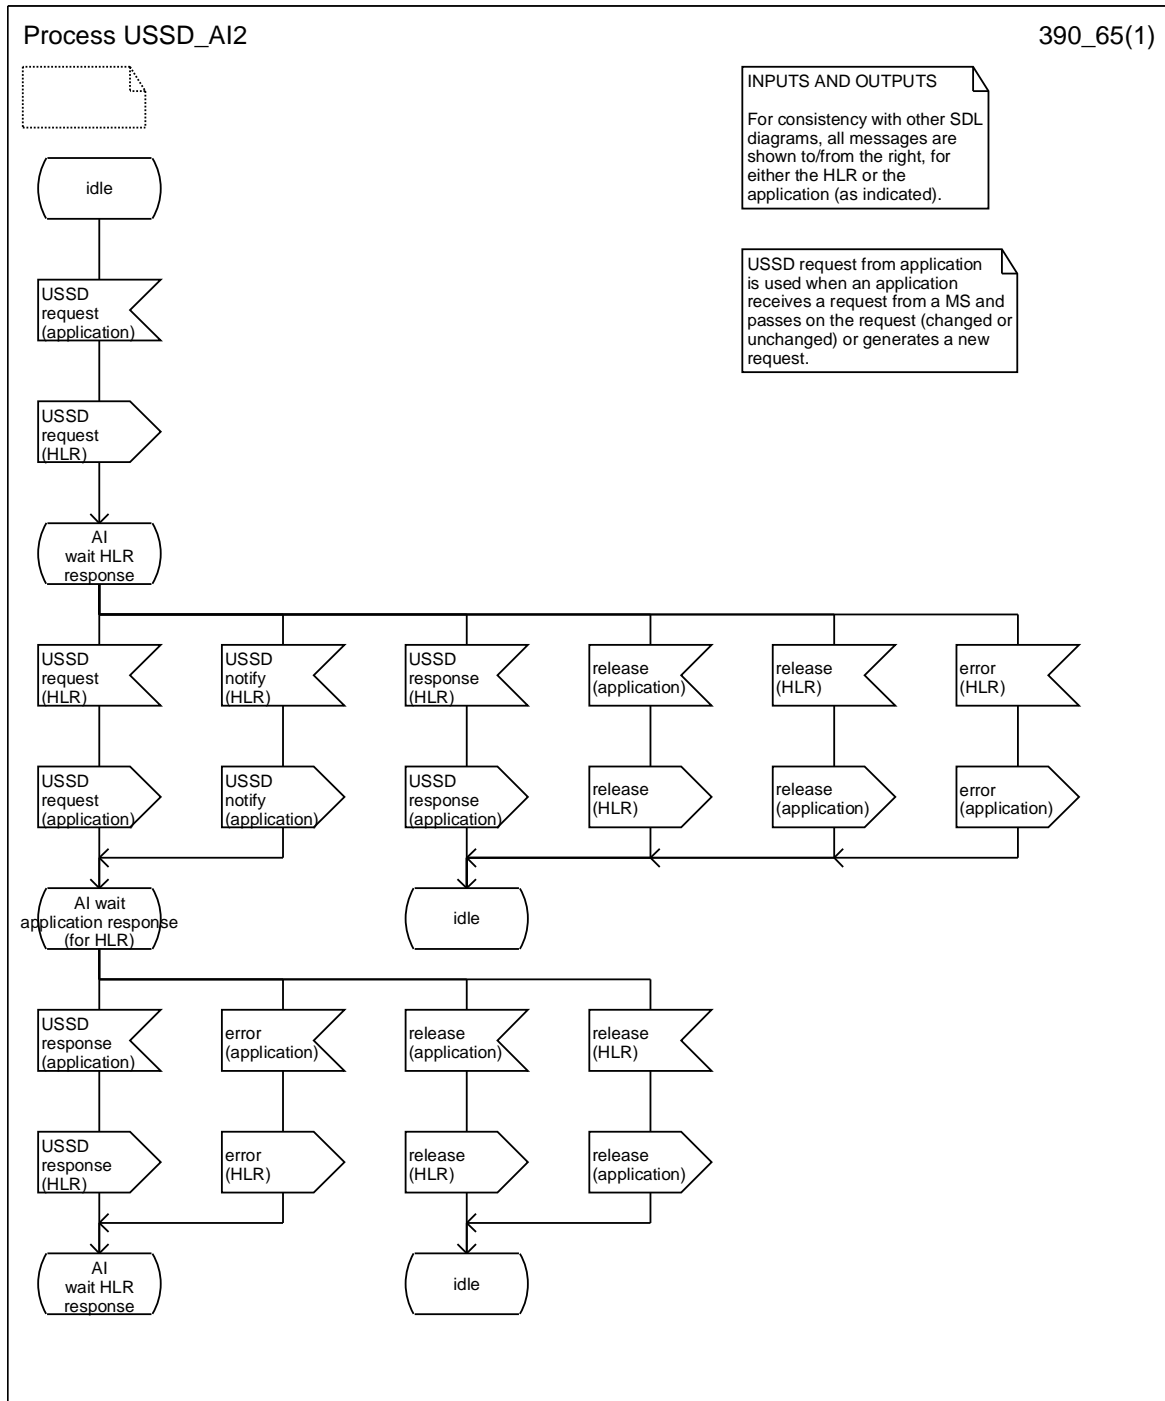 Process USSD_AI2
390_65(1)
INPUTS AND OUTPUTS
For consistency with other SDL
diagrams, all messages are
shown to/from the right, for
either the HLR or the
application (as indicated).
idle
USSD request from application
is used when an application
receives a request from a MS and
passes on the request (changed or
unchanged) or generates a new
request.
USSD
request
(application)
USSD
request
(HLR)
AI
wait HLR
response
USSD
request
(HLR)
USSD
notify
(HLR)
USSD
response
(HLR)
release
(application)
release
(HLR)
error
(HLR)
USSD
request
(application)
USSD
notify
(application)
USSD
response
(application)
release
(HLR)
release
(application)
error
(application)
AI wait
application response
(for HLR)
idle
USSD
response
(application)
error
(application)
release
(application)
release
(HLR)
USSD
response
(HLR)
error
(HLR)
release
(HLR)
release
(application)
AI
wait HLR
response
idle